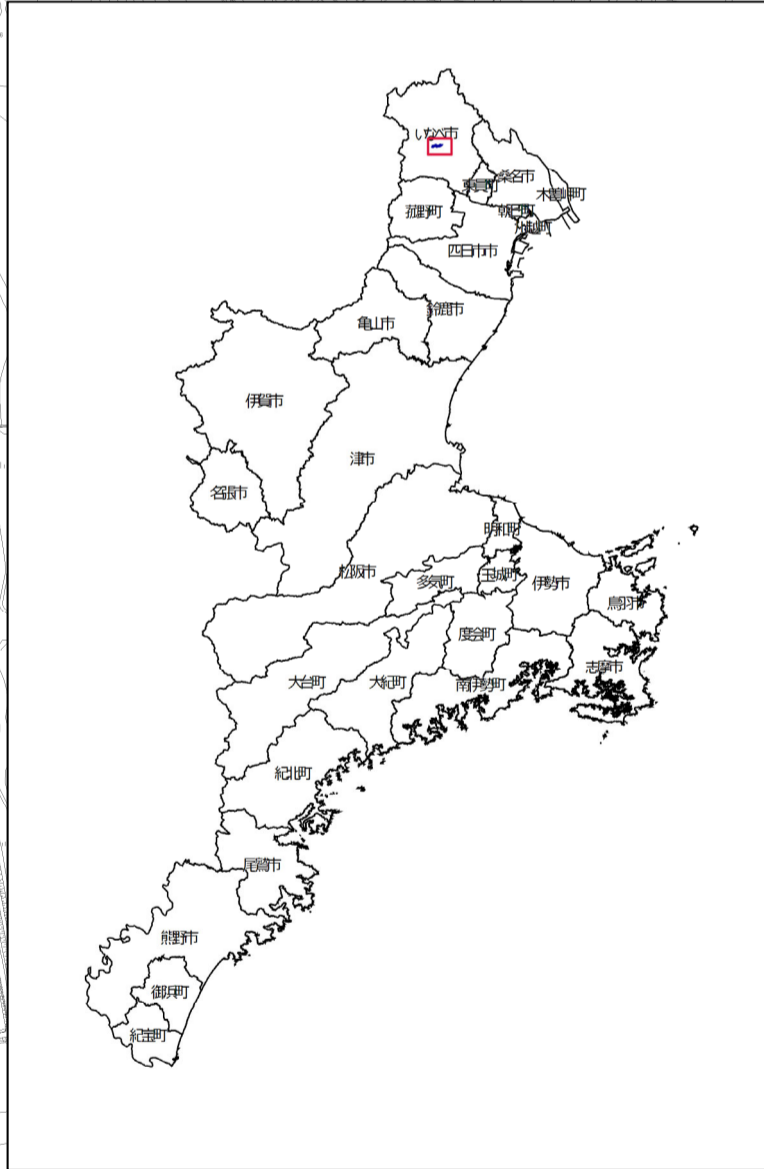 いなべ市
東員町
桑名市
木曽岬町
菰野町
朝日町
川越町
四日市市
鈴鹿市
亀山市
伊賀市
津市
名張市
明和町
松阪市
多気町
玉城町
伊勢市
鳥羽市
度会町
志摩市
大台町
大紀町
南伊勢町
紀北町
尾鷲市
熊野市
御浜町
紀宝町